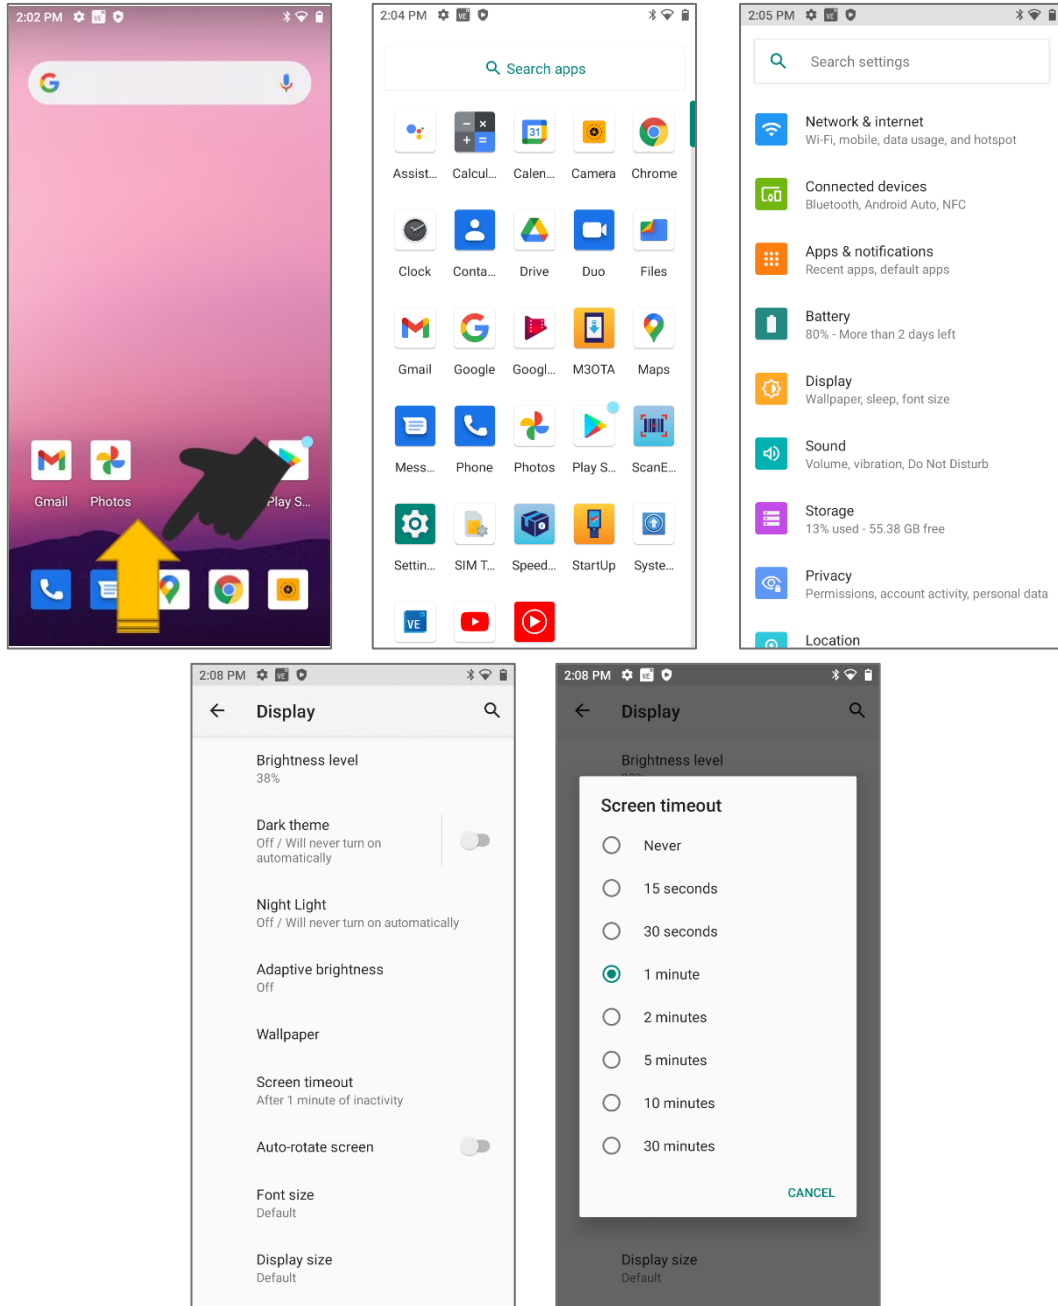 2:02 PM VE
Gmail Photos Play S...
2:04 PM VE
Search apps
31
Assist... Calcul... Calen... Camera Chrome
Clock Conta... Drive Duo Files
Gmail Google Googl... M3OTA Maps
Mess... Phone Photos Play S... ScanE...
Settin... SIM T... Speed... StartUp Syste...
VE
2:05 PM VE
Search settings
Network & internet
Wi-Fi, mobile, data usage, and hotspot
Connected devices
Bluetooth, Android Auto, NFC
Apps & notifications
Recent apps, default apps
Battery
80% - More than 2 days left
Display
Wallpaper, sleep, font size
Sound
Volume, vibration, Do Not Disturb
Storage
13% used - 55.38 GB free
Privacy
Permissions, account activity, personal data
Location
2:08 PM VE
Display
Brightness level
38%
Dark theme
Off / Will never turn on
automatically
Night Light
Off / Will never turn on automatically
Adaptive brightness
Off
Wallpaper
Screen timeout
After 1 minute of inactivity
Auto-rotate screen
Font size
Default
Display size
Default
2:08 PM VE
Display
Brightness level
Screen timeout
Never
15 seconds
30 seconds
1 minute
2 minutes
5 minutes
10 minutes
30 minutes
CANCEL
Display size
Default